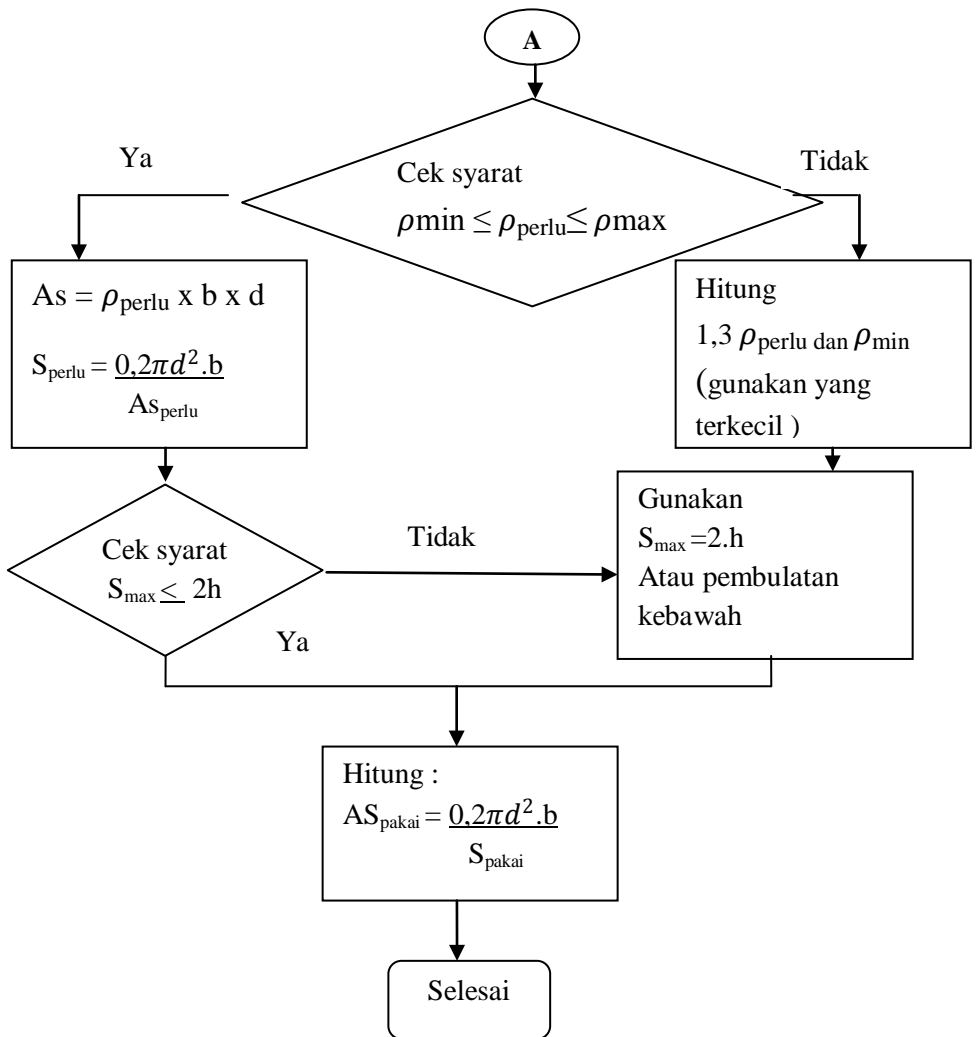 A
Ya
Tidak
Cek syarat
ρmin ≤ ρperlu≤ ρmax
As = ρperlu x b x d
Sperlu = 0,2πd².b
Asperlu
Hitung
1,3 ρperlu dan ρmin
(gunakan yang
terkecil )
Cek syarat
Smax ≤ 2h
Tidak
Ya
Gunakan
Smax =2.h
Atau pembulatan
kebawah
Hitung :
ASpakai = 0,2πd².b
Spakai
Selesai